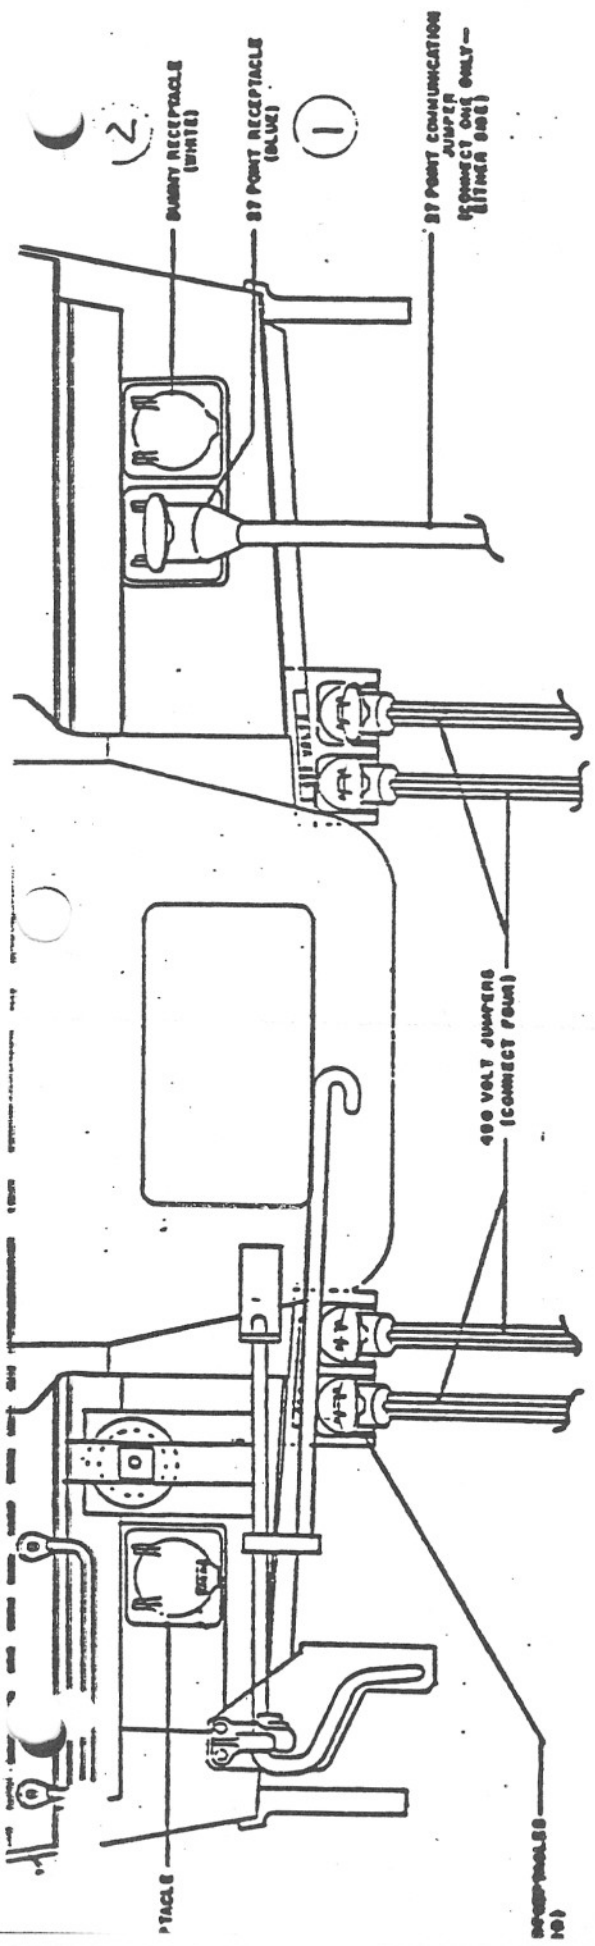 2
DUMMY RECEPTACLE
(WHITE)
27 POINT RECEPTACLE
(BLUE)
1
27 POINT COMMUNICATION
JUMPER
(CONNECT ONE ONLY—
EITHER SIDE)
480 VOLT JUMPERS
(CONNECT FOUR)
PTACLE
RECEPTACLES